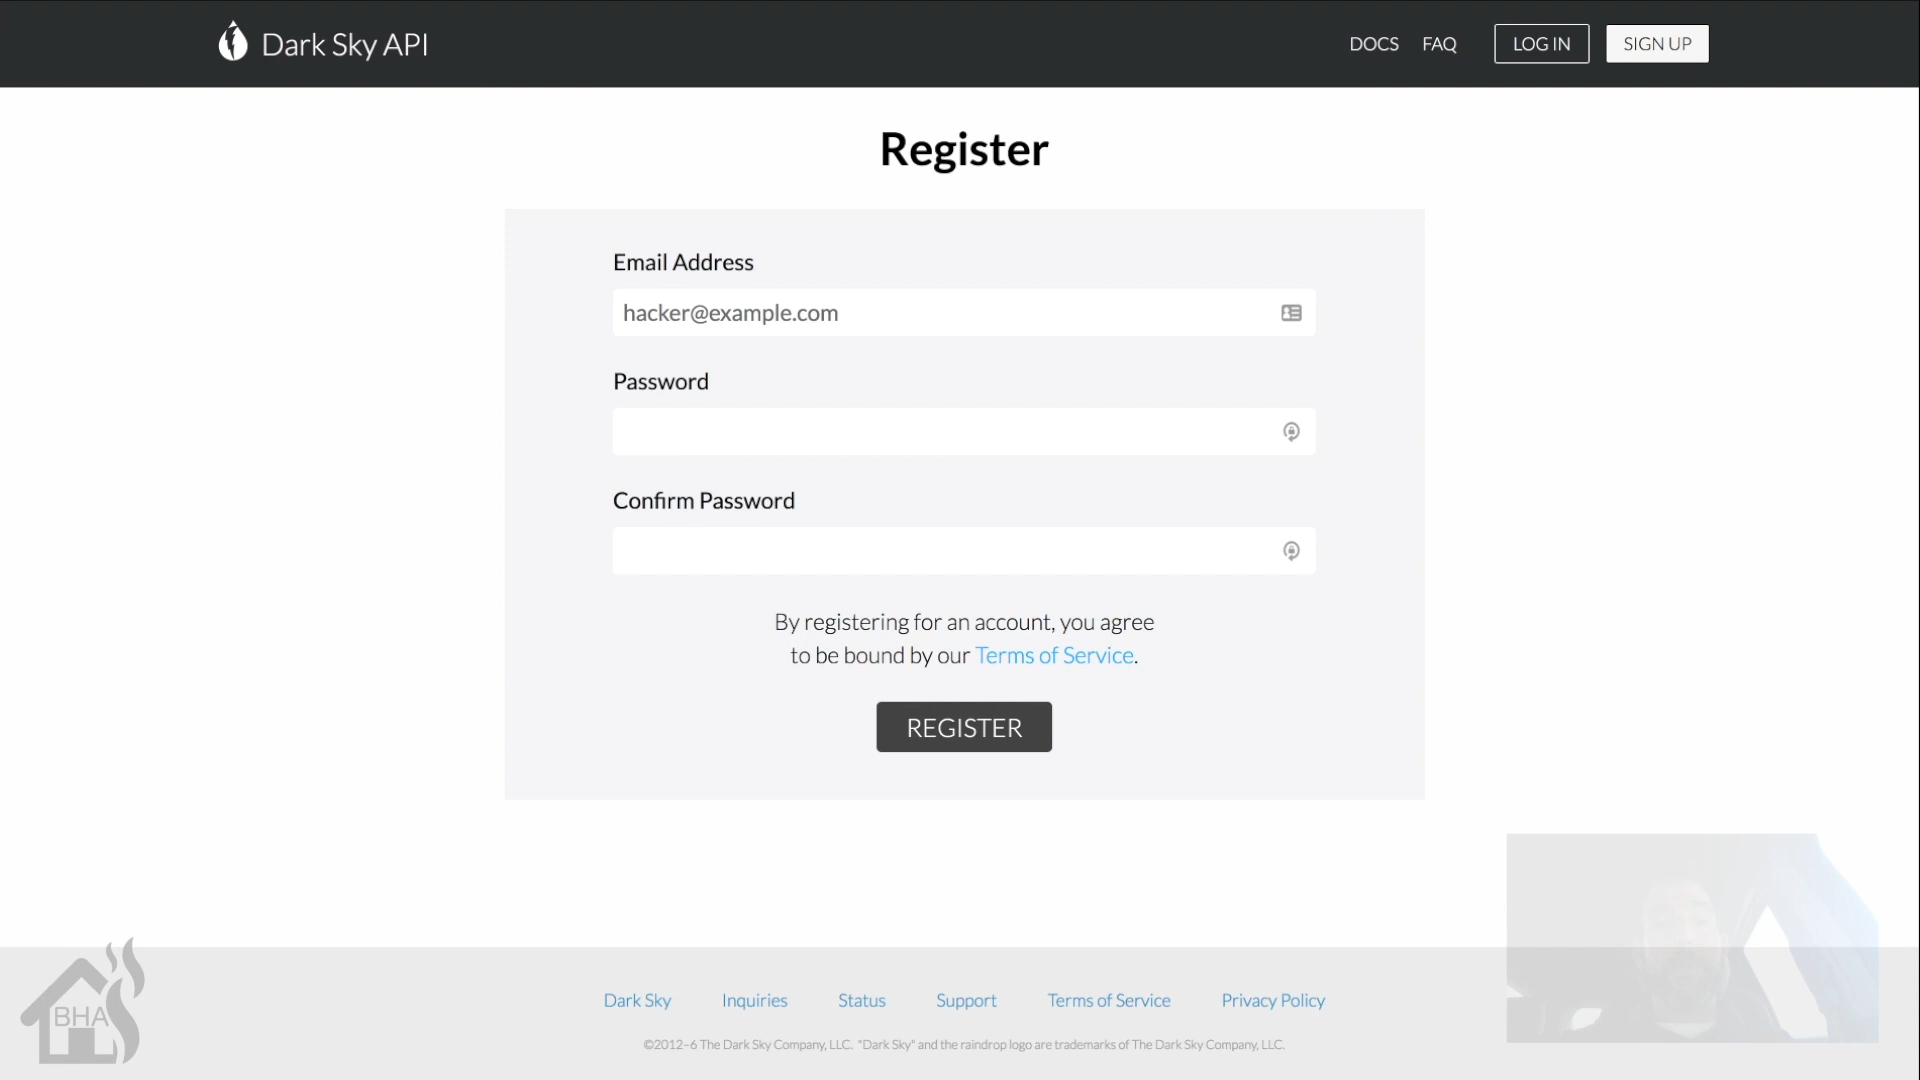 Dark Sky API
DOCS FAQ LOG IN SIGN UP
Register
Email Address
hacker@example.com
Password
Confirm Password
By registering for an account, you agree
to be bound by our Terms of Service.
REGISTER
Dark Sky Inquiries Status Support Terms of Service Privacy Policy
©2012–6 The Dark Sky Company, LLC. "Dark Sky" and the raindrop logo are trademarks of The Dark Sky Company, LLC.
BHA